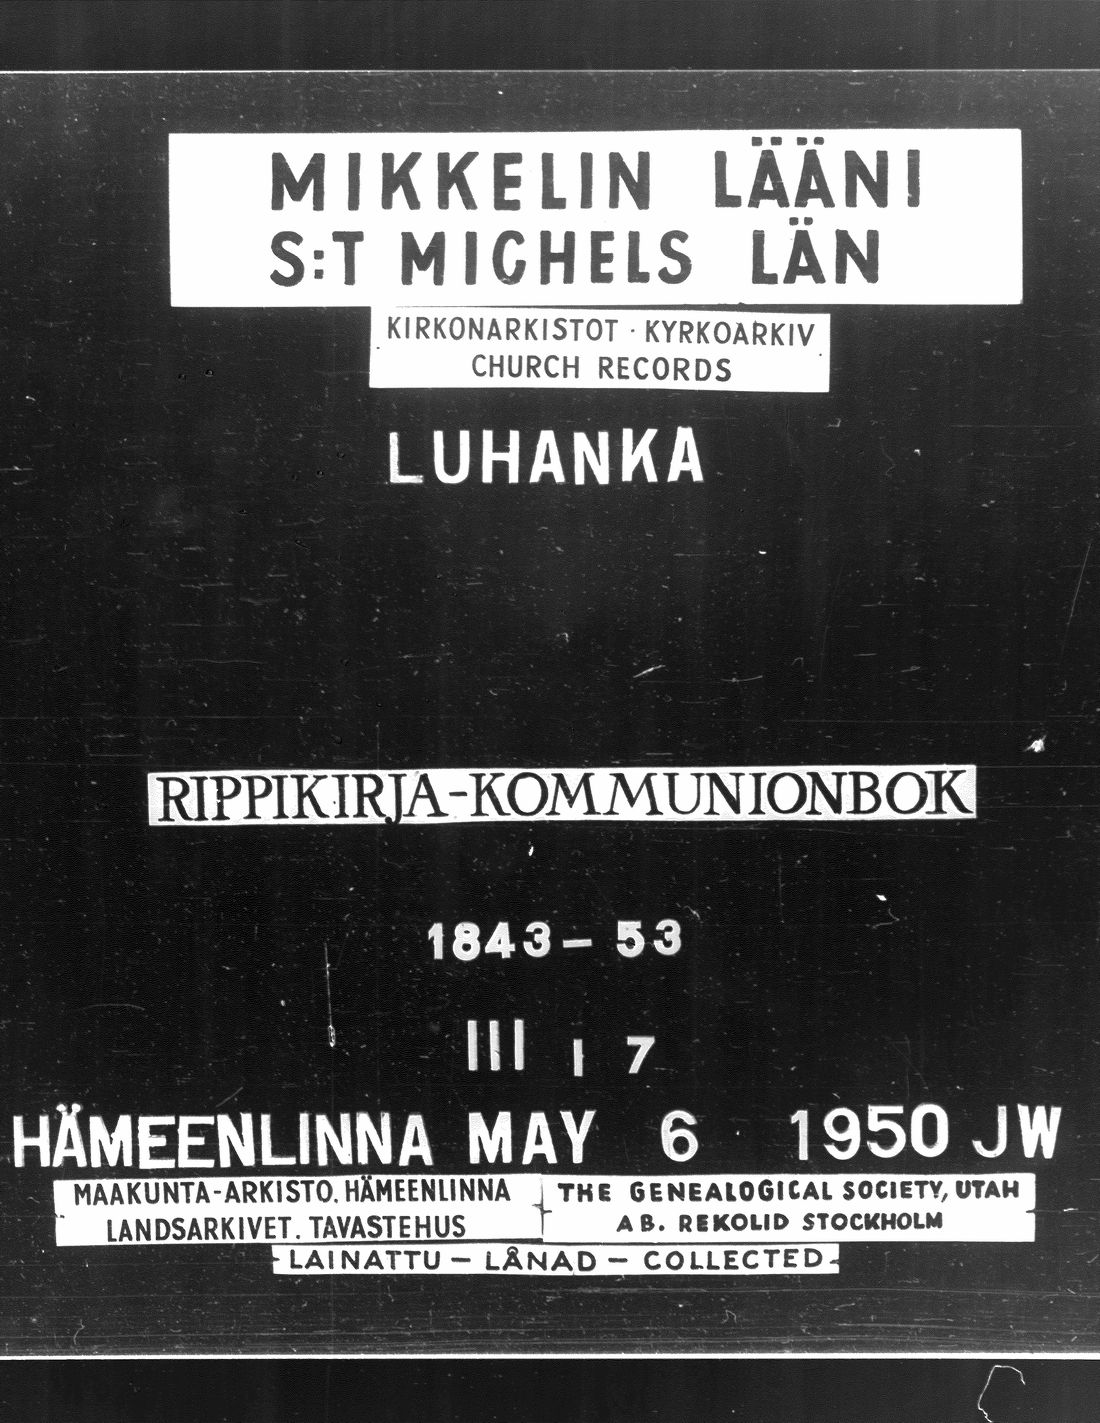 MIKKELIN LÄÄNI
S:T MICHELS LÄN
KIRKONARKISTOT · KYRKOARKIV
CHURCH RECORDS
LUHANKA
RIPPIKIRJA-KOMMUNIONBOK
1843-53
III 1 7
HÄMEENLINNA MAY 6 1950 JW
MAAKUNTA-ARKISTO, HÄMEENLINNA
LANDSARKIVET, TAVASTEHUS
THE GENEALOGICAL SOCIETY, UTAH
AB. REKOLID STOCKHOLM
LAINATTU - LÅNAD - COLLECTED